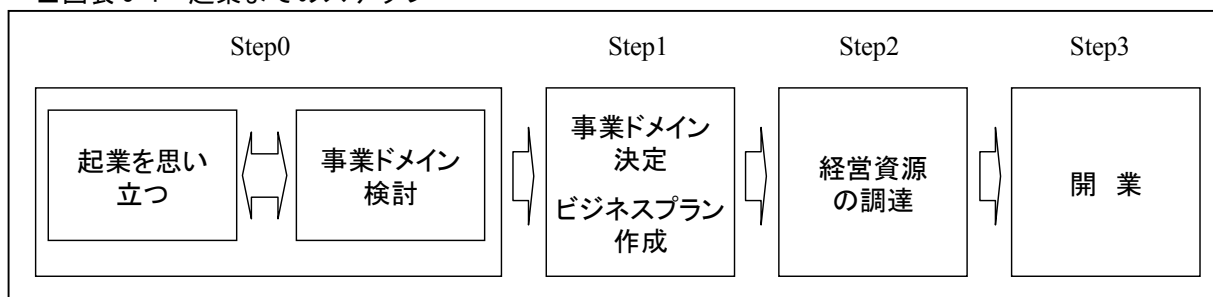 Step0
Step1
Step2
Step3
起業を思い
立つ
事業ドメイン
検討
事業ドメイン
決定
ビジネスプラン
作成
経営資源
の調達
開 業